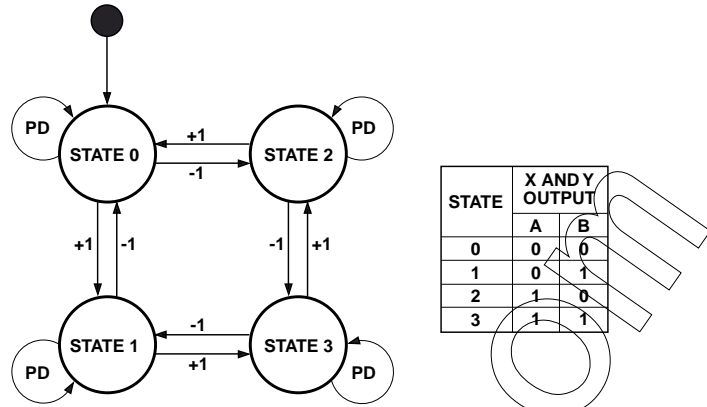 PD
PD
STATE 0
+1
-1
STATE 2
+1
-1
-1
+1
STATE 1
-1
+1
STATE 3
PD
PD
STATE
X AND Y
OUTPUT
A B
0 0 0
1 0 1
2 1 0
3 1 1
om